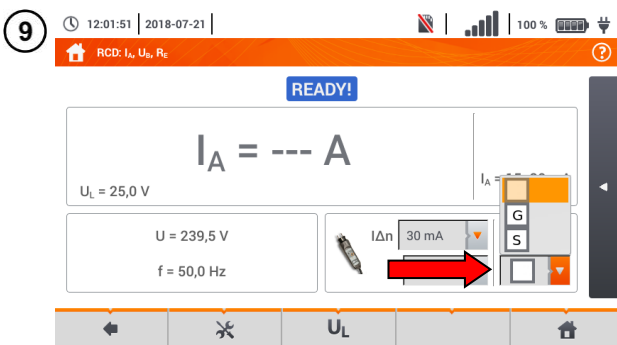 9
12:01:51 2018-07-21 100 %
RCD: IA, UB, RE ?
READY!
IA = --- A
UL = 25,0 V
IA =
G
S
U = 239,5 V
f = 50,0 Hz
IΔn 30 mA
UL